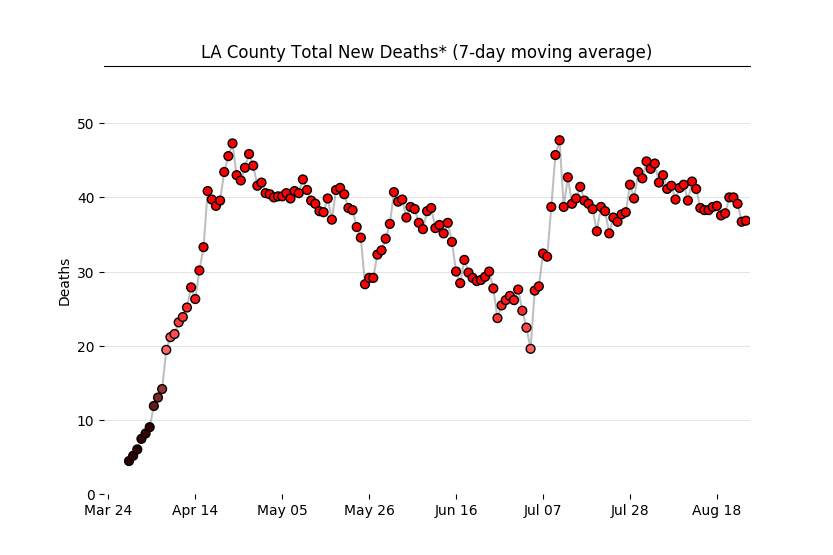 LA County Total New Deaths* (7-day moving average)
50
40
30
20
10
0
Deaths
Mar 24 Apr 14 May 05 May 26 Jun 16 Jul 07 Jul 28 Aug 18